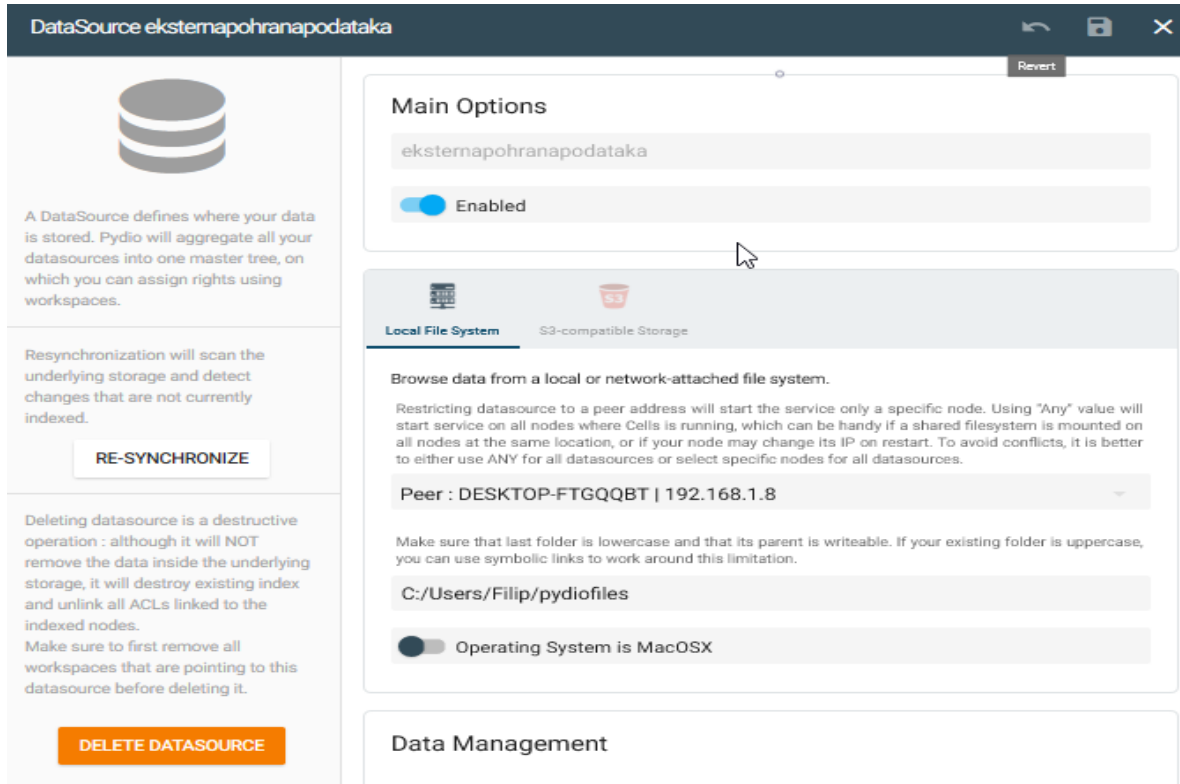 DataSource eksternapohranapodataka
Revert
A DataSource defines where your data
is stored. Pydio will aggregate all your
datasources into one master tree, on
which you can assign rights using
workspaces.
Resynchronization will scan the
underlying storage and detect
changes that are not currently
indexed.
RE-SYNCHRONIZE
Deleting datasource is a destructive
operation : although it will NOT
remove the data inside the underlying
storage, it will destroy existing index
and unlink all ACLs linked to the
indexed nodes.
Make sure to first remove all
workspaces that are pointing to this
datasource before deleting it.
DELETE DATASOURCE
Main Options
eksternapohranapodataka
Enabled
S3
Local File System
S3-compatible Storage
Browse data from a local or network-attached file system.
Restricting datasource to a peer address will start the service only a specific node. Using "Any" value will
start service on all nodes where Cells is running, which can be handy if a shared filesystem is mounted on
all nodes at the same location, or if your node may change its IP on restart. To avoid conflicts, it is better
to either use ANY for all datasources or select specific nodes for all datasources.
Peer : DESKTOP-FTGQQBT | 192.168.1.8
Make sure that last folder is lowercase and that its parent is writeable. If your existing folder is uppercase,
you can use symbolic links to work around this limitation.
C:/Users/Filip/pydiofiles
Operating System is MacOSX
Data Management